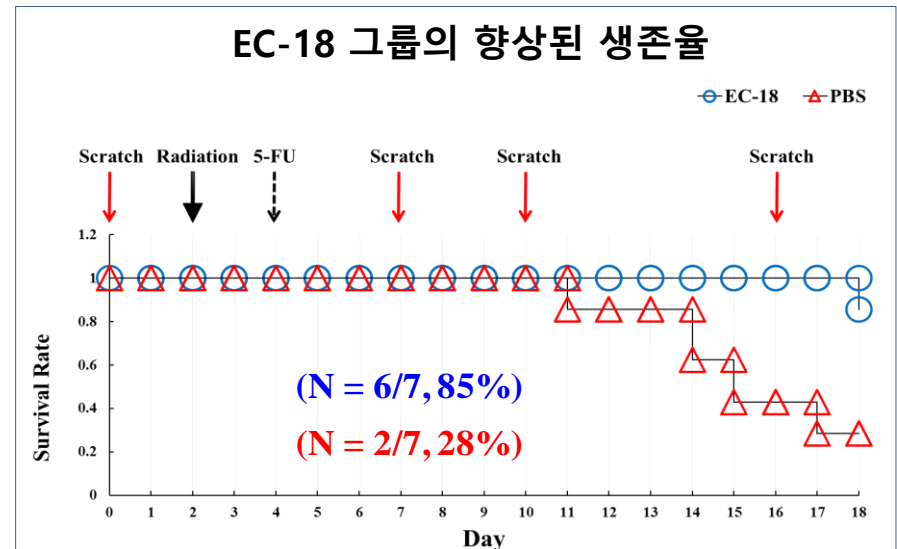 EC-18 그룹의 향상된 생존율
EC-18 PBS
Scratch Radiation 5-FU Scratch Scratch Scratch
1.2
1
0.8
0.6
0.4
0.2
0
Survival Rate
(N = 6/7, 85%)
(N = 2/7, 28%)
0 1 2 3 4 5 6 7 8 9 10 11 12 13 14 15 16 17 18
Day